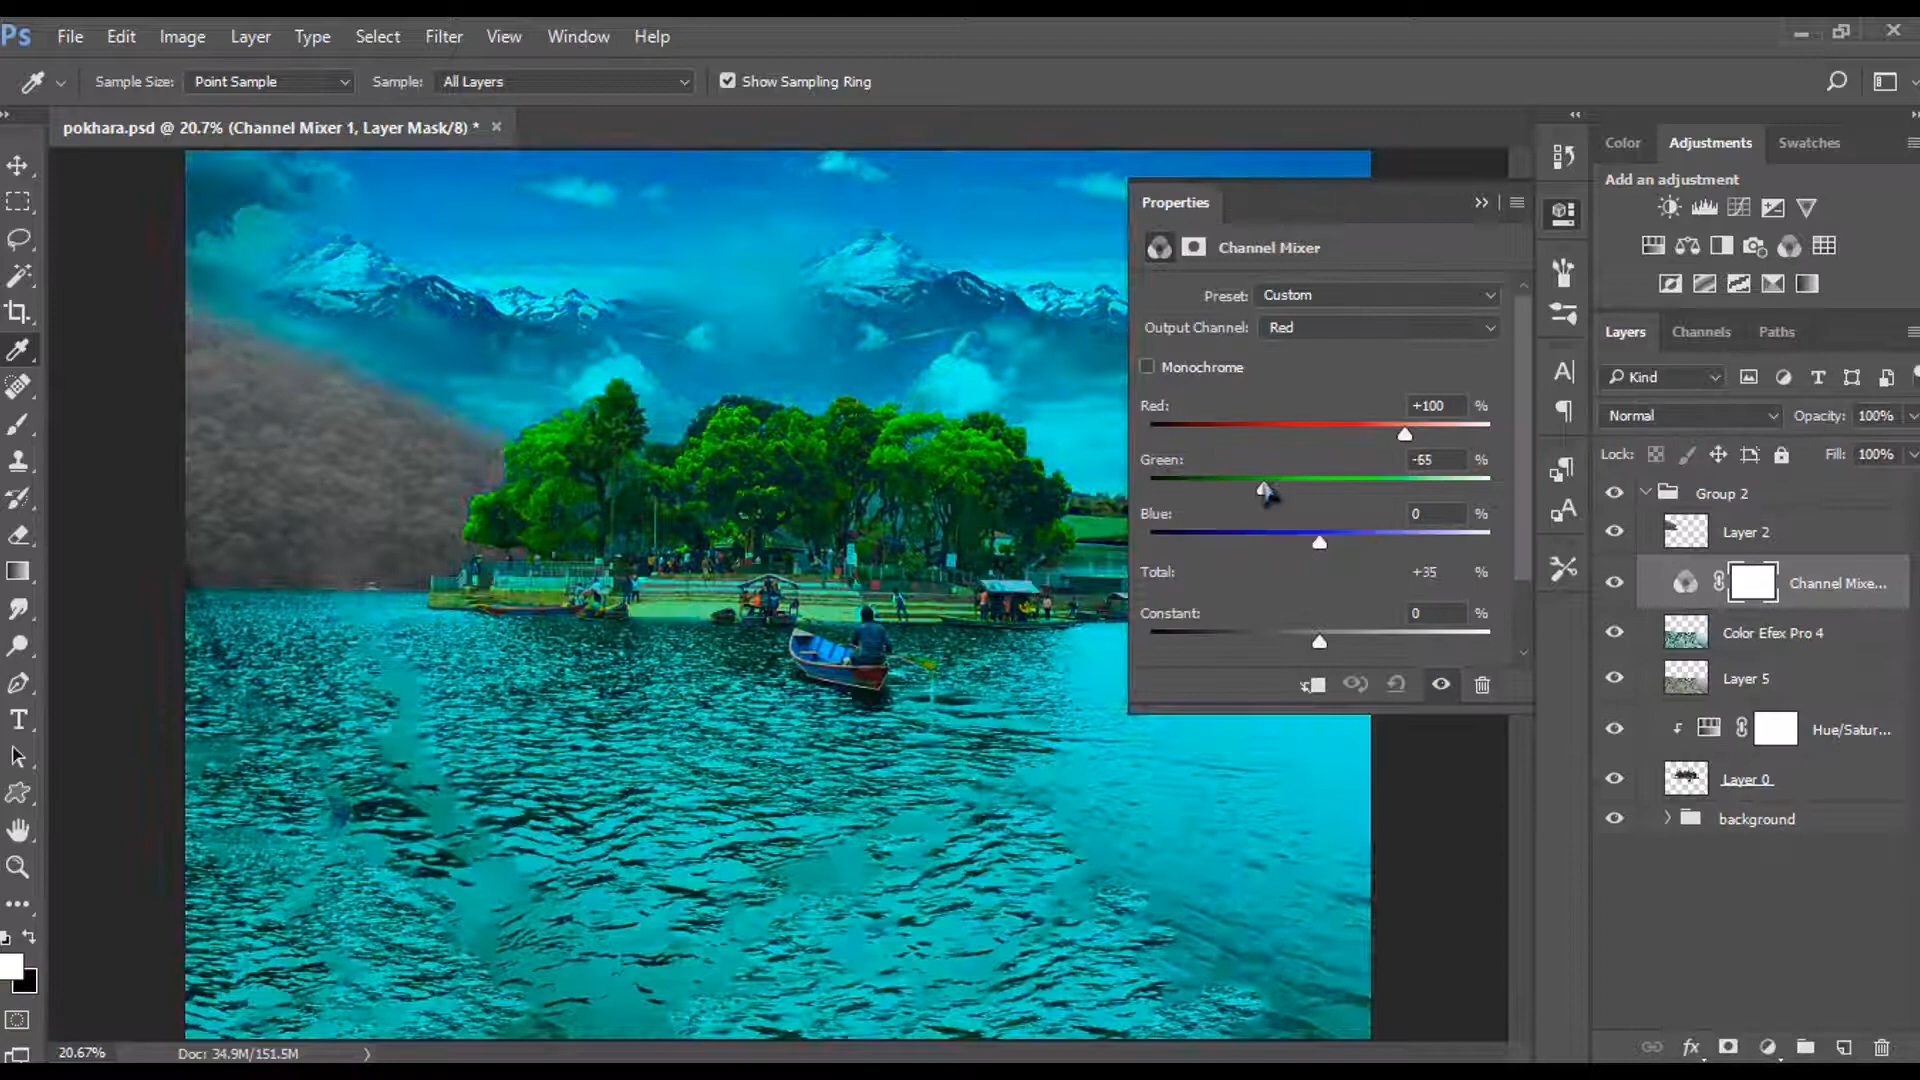 Ps File Edit Image Layer Type Select Filter View Window Help
Sample Size: Point Sample Sample: All Layers Show Sampling Ring
pokhara.psd @ 20.7% (Channel Mixer 1, Layer Mask/8) *
Properties
Channel Mixer
Preset: Custom
Output Channel: Red
Monochrome
Red: +100 %
Green: -65 %
Blue: 0 %
Total: +35 %
Constant: 0 %
Color Adjustments Swatches
Add an adjustment
Layers Channels Paths
Kind
Normal Opacity: 100%
Lock: Fill: 100%
Group 2
Layer 2
Channel Mixe...
Color Efex Pro 4
Layer 5
Hue/Satur...
Layer 0
background
20.67% Doc: 34.9M/151.5M